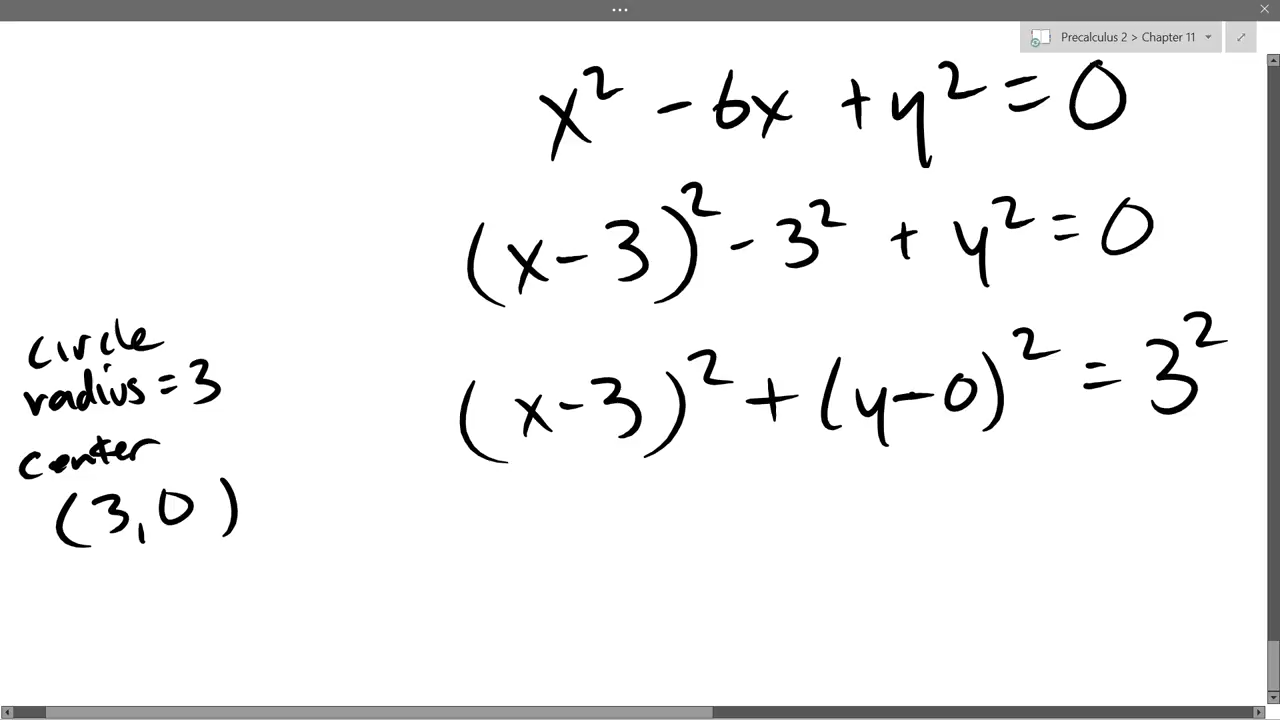 Precalculus 2 > Chapter 11
x² - 6x + y² = 0
(x-3)² - 3² + y² = 0
(x-3)² + (y-0)² = 3²
circle
radius = 3
center
(3,0)